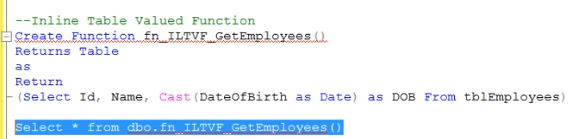 --Inline Table Valued Function
Create Function fn_ILTVF_GetEmployees()
Returns Table
as
Return
(Select Id, Name, Cast(DateOfBirth as Date) as DOB From tblEmployees)
Select * from dbo.fn_ILTVF_GetEmployees()